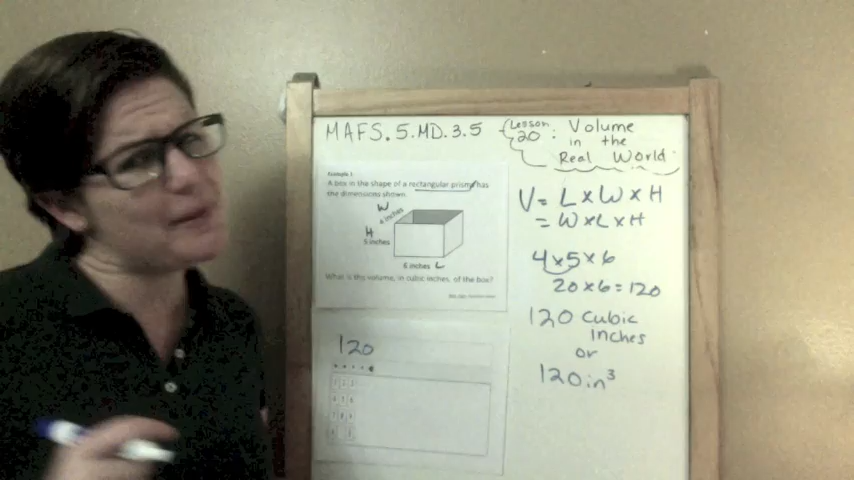 MAFS.5.MD.3.5
Lesson 20: Volume in the Real World
Example 1
A box in the shape of a rectangular prism has
the dimensions shown.
W
4 inches
H
5 inches
6 inches L
What is the volume, in cubic inches, of the box?
120
V = L x W x H
= W x L x H
4 x 5 x 6
20 x 6 = 120
120 Cubic
Inches
or
120 in³